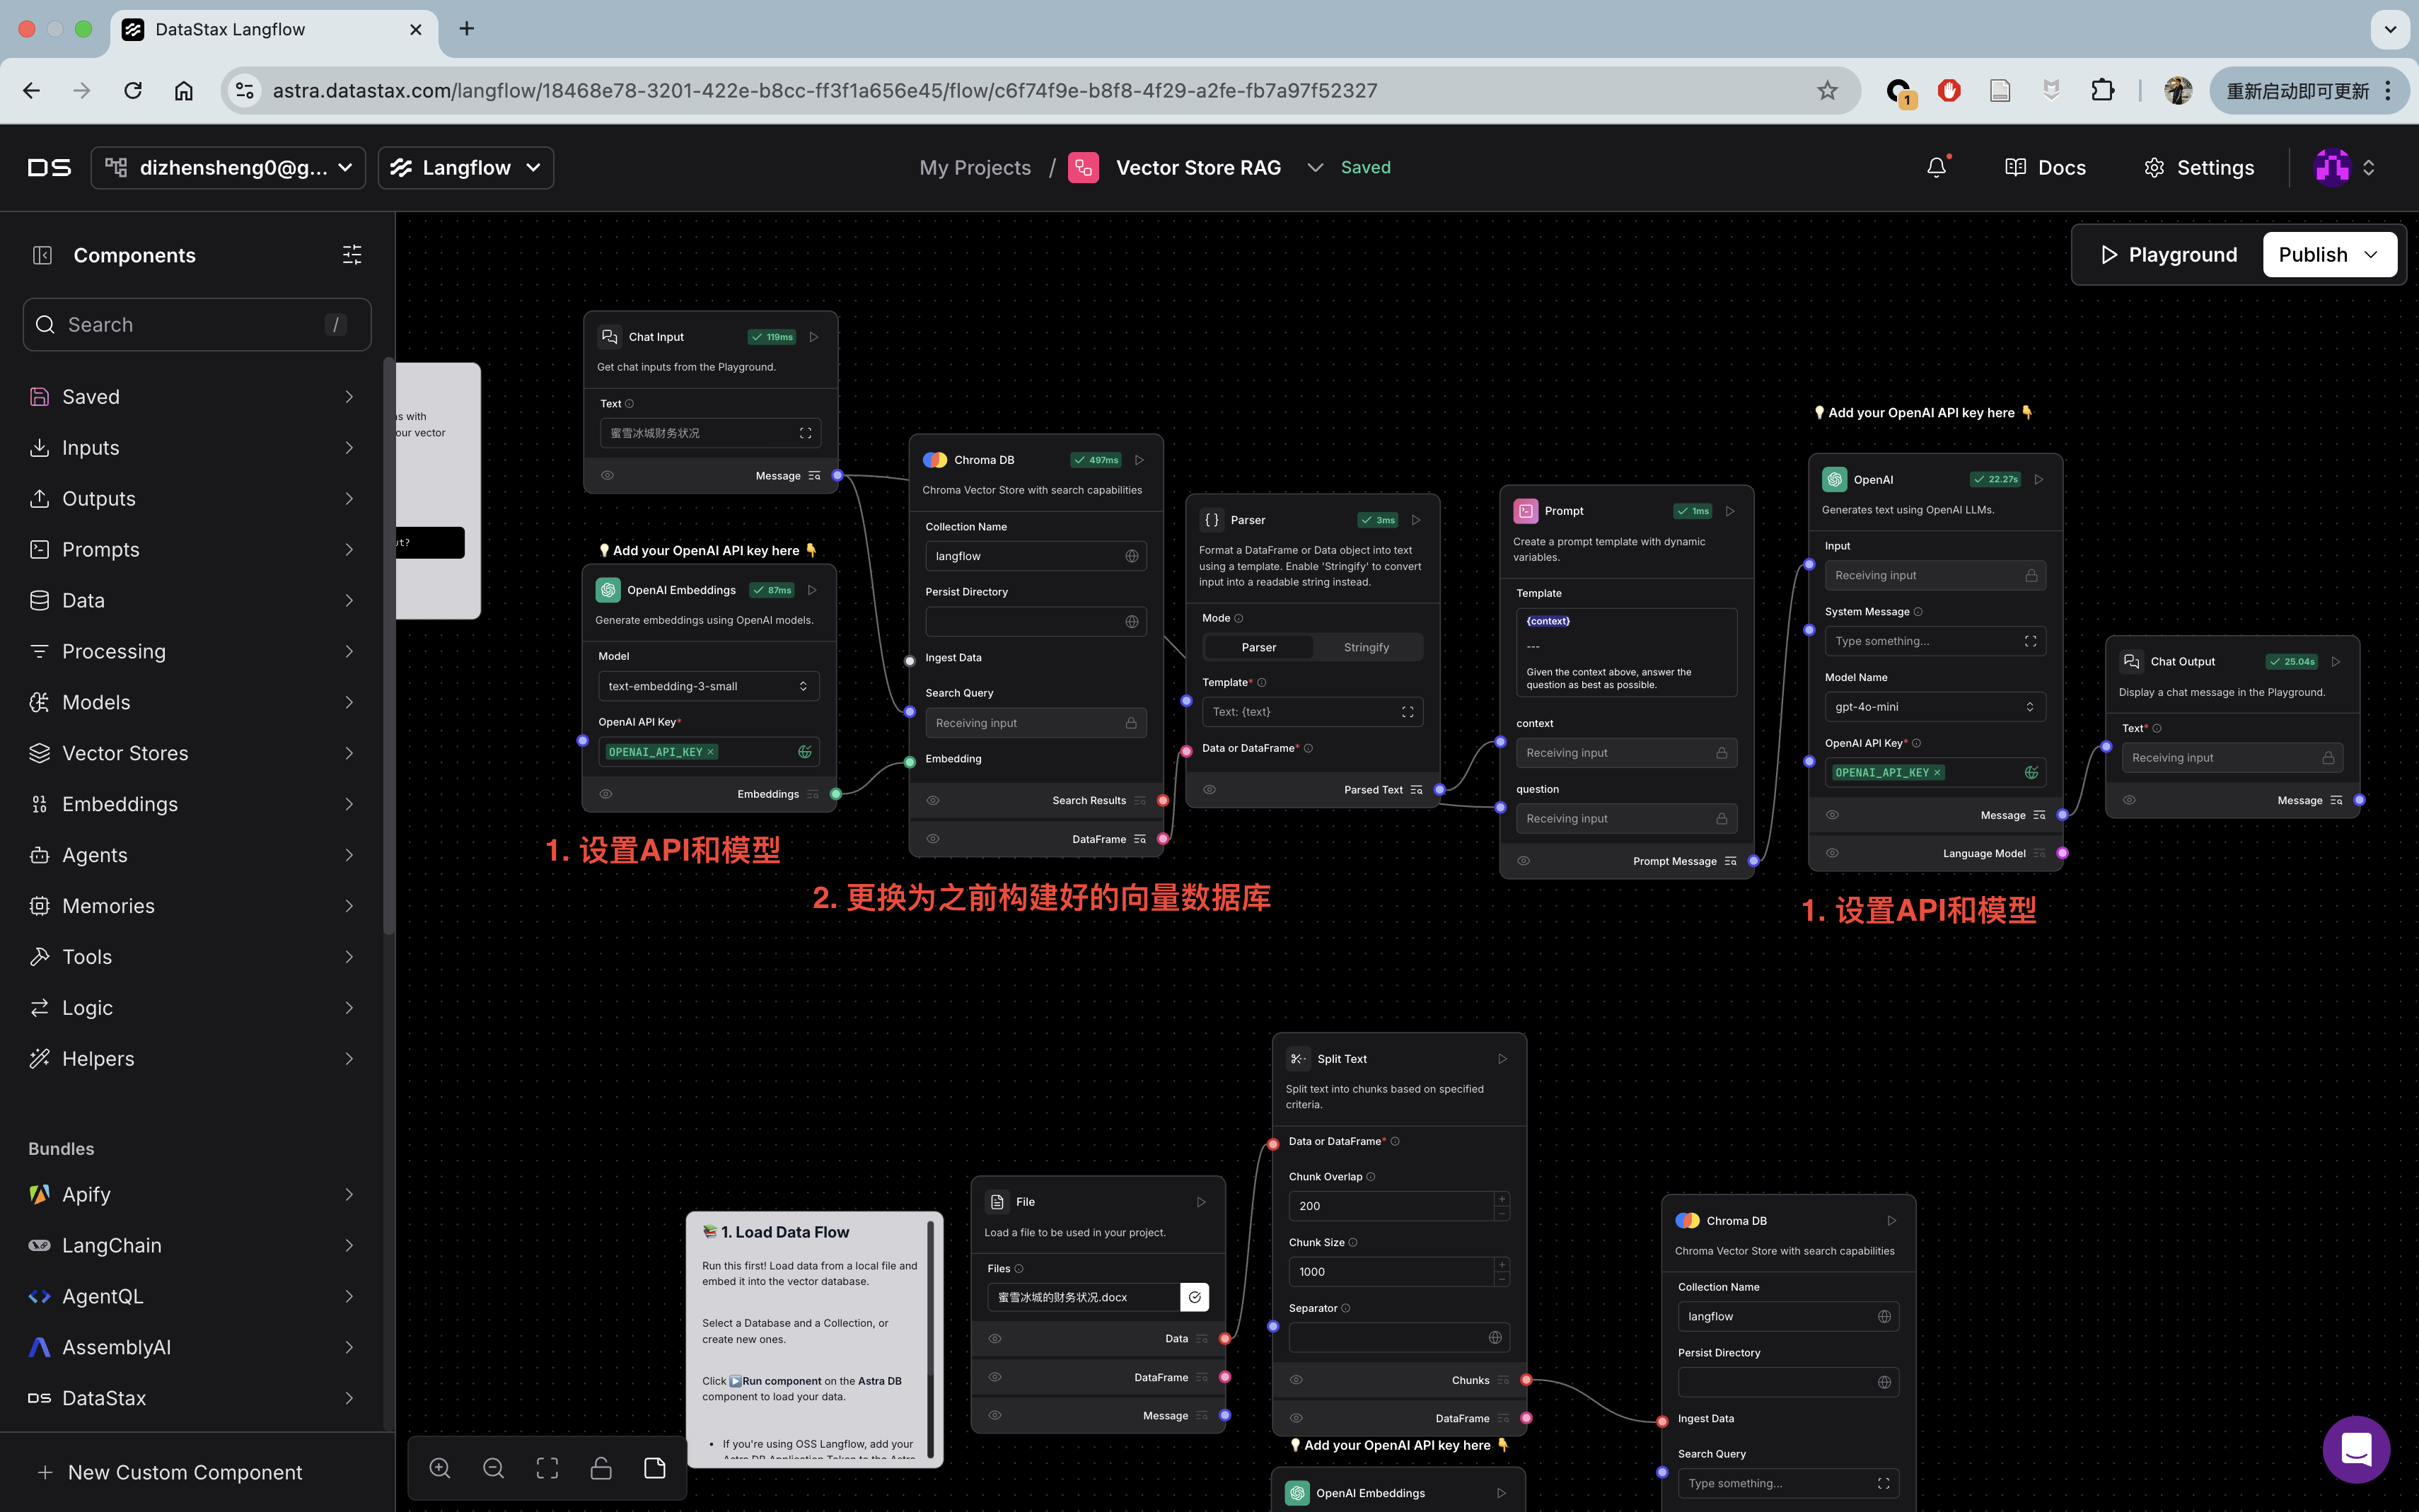 DataStax Langflow
astra.datastax.com/langflow/18468e78-3201-422e-b8cc-ff3f1a656e45/flow/c6f74f9e-b8f8-4f29-a2fe-fb7a97f52327
1
重新启动即可更新
DS
dizhensheng0@g...
Langflow
My Projects / Vector Store RAG
Saved
Docs
Settings
Components
Search
/
Saved
Inputs
Outputs
Prompts
Data
Processing
Models
Vector Stores
Embeddings
Agents
Memories
Tools
Logic
Helpers
Bundles
Apify
LangChain
AgentQL
AssemblyAI
DS DataStax
New Custom Component
Playground
Publish
our vector
Chat Input
119ms
Get chat inputs from the Playground.
Text
蜜雪冰城财务状况
Message
Add your OpenAI API key here
OpenAI Embeddings
87ms
Generate embeddings using OpenAI models.
Model
text-embedding-3-small
OpenAI API Key*
OPENAI_API_KEY ×
Embeddings
1. 设置API和模型
Chroma DB
497ms
Chroma Vector Store with search capabilities
Collection Name
langflow
Persist Directory
Ingest Data
Search Query
Receiving input
Embedding
Search Results
DataFrame
2. 更换为之前构建好的向量数据库
Parser
3ms
Format a DataFrame or Data object into text
using a template. Enable 'Stringify' to convert
input into a readable string instead.
Mode
Parser
Stringify
Template*
Text: {text}
Data or DataFrame*
Parsed Text
Prompt
1ms
Create a prompt template with dynamic
variables.
Template
{context}
---
Given the context above, answer the
question as best as possible.
context
Receiving input
question
Receiving input
Prompt Message
Add your OpenAI API key here
OpenAI
22.27s
Generates text using OpenAI LLMs.
Input
Receiving input
System Message
Type something...
Model Name
gpt-4o-mini
OpenAI API Key*
OPENAI_API_KEY ×
Message
Language Model
1. 设置API和模型
Chat Output
25.04s
Display a chat message in the Playground.
Text*
Receiving input
Message
1. Load Data Flow
Run this first! Load data from a local file and
embed it into the vector database.
Select a Database and a Collection, or
create new ones.
Click Run component on the Astra DB
component to load your data.
If you're using OSS Langflow, add your
File
Load a file to be used in your project.
Files
蜜雪冰城的财务状况.docx
Data
DataFrame
Message
Split Text
Split text into chunks based on specified
criteria.
Data or DataFrame*
Chunk Overlap
200
Chunk Size
1000
Separator
Chunks
DataFrame
Add your OpenAI API key here
OpenAI Embeddings
Chroma DB
Chroma Vector Store with search capabilities
Collection Name
langflow
Persist Directory
Ingest Data
Search Query
Type something...